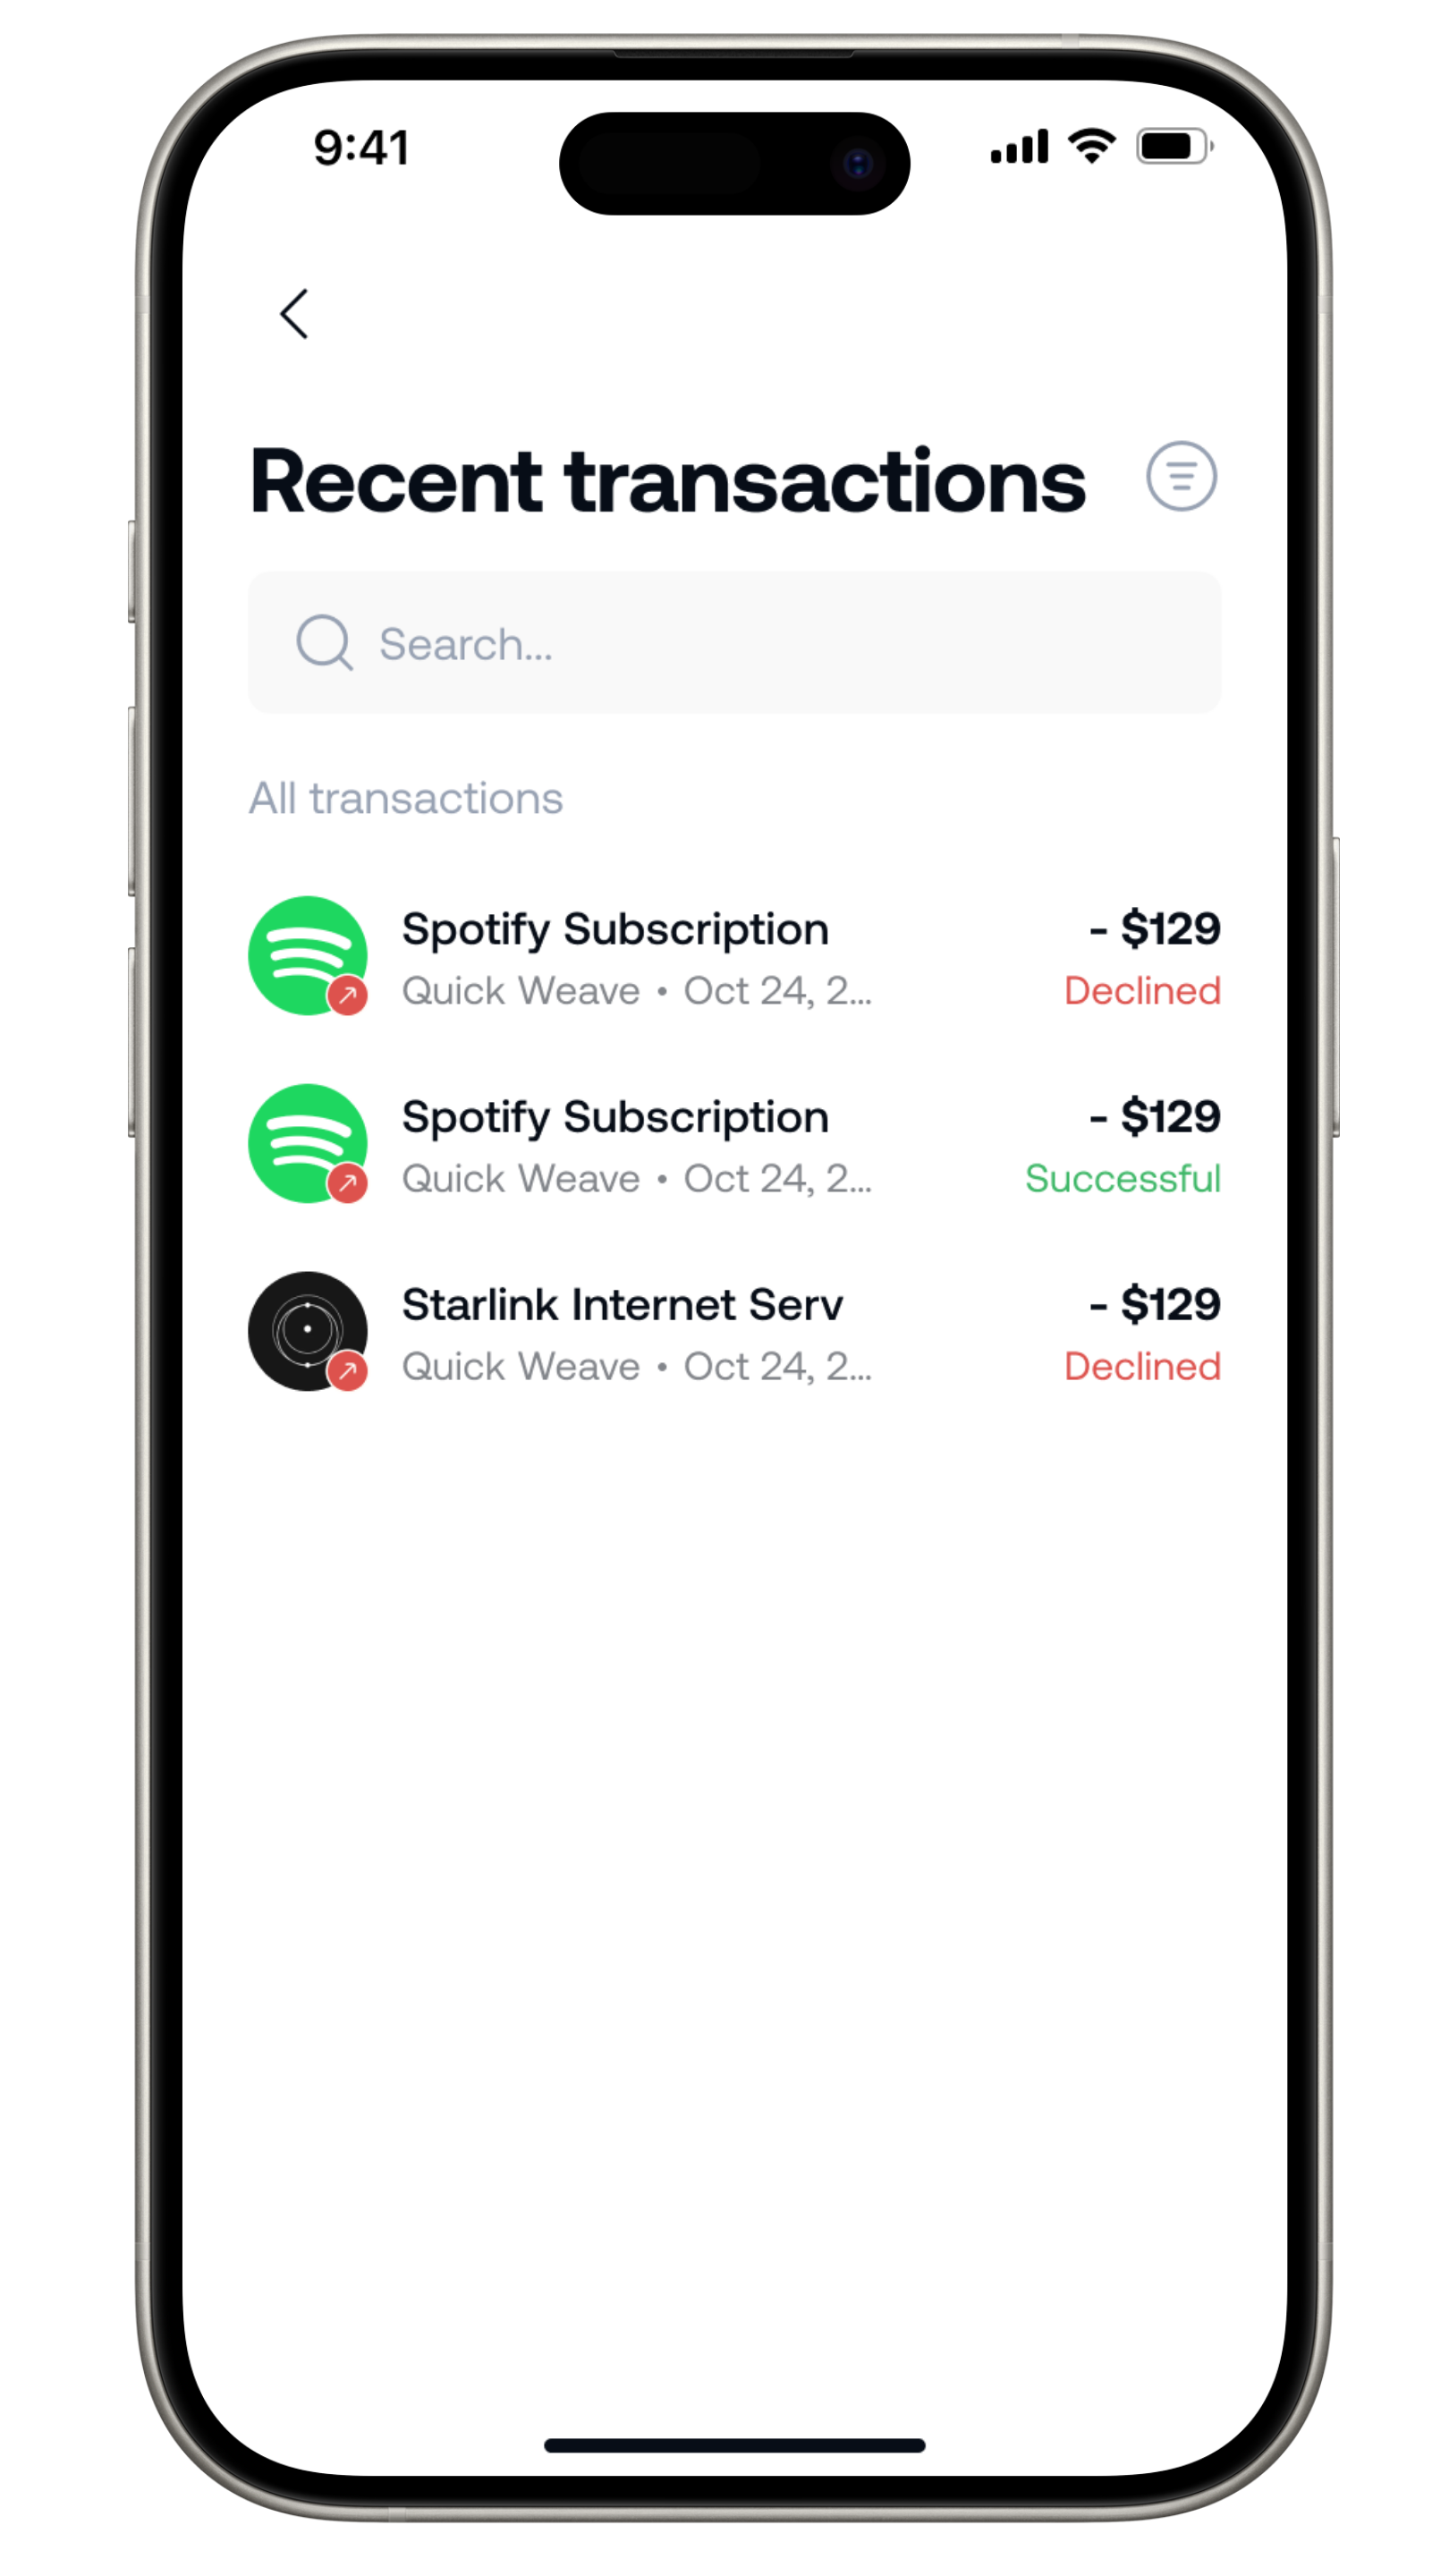 9:41
Recent transactions
Search...
All transactions
Spotify Subscription
- $129
Quick Weave • Oct 24, 2...
Declined
Spotify Subscription
- $129
Quick Weave • Oct 24, 2...
Successful
Starlink Internet Serv
- $129
Quick Weave • Oct 24, 2...
Declined